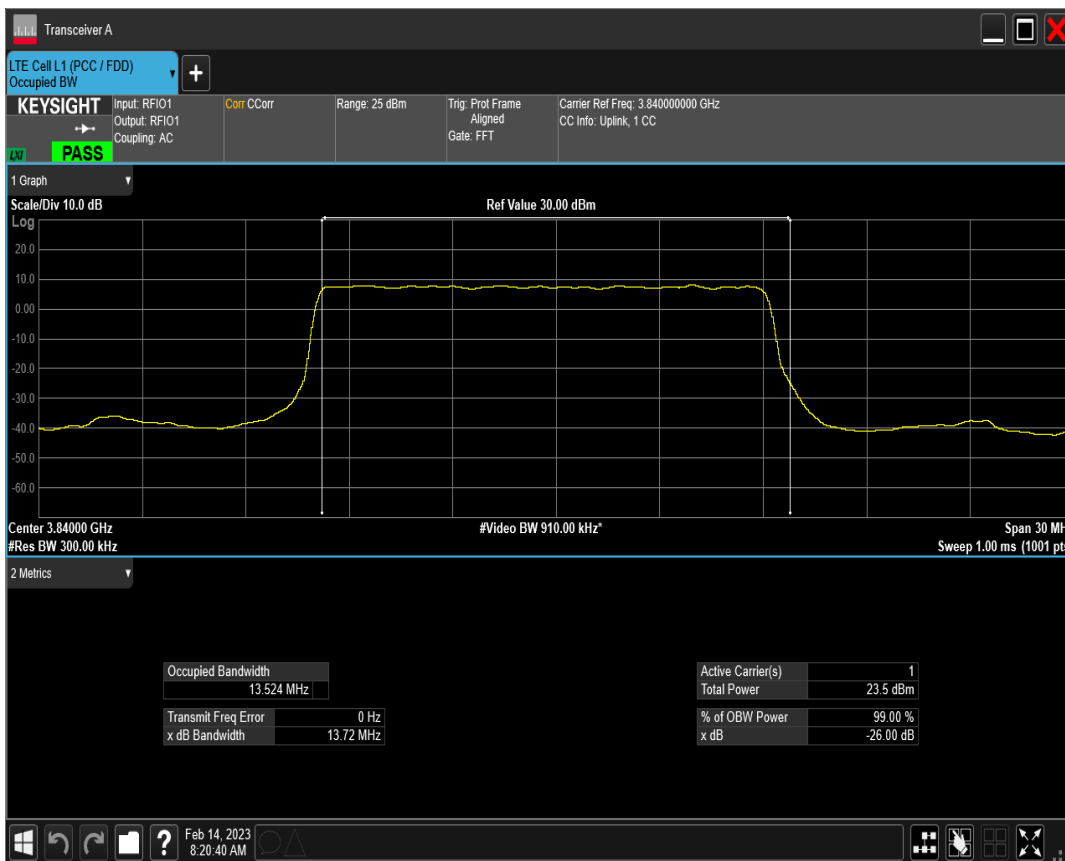 Transceiver A
LTE Cell L1 (PCC / FDD)
Occupied BW
+
KEYSIGHT
LXI
PASS
Input: RFIO1
Output: RFIO1
Coupling: AC
Corr CCorr
Range: 25 dBm
Trig: Prot Frame
Aligned
Gate: FFT
Carrier Ref Freq: 3.840000000 GHz
CC Info: Uplink, 1 CC
1 Graph
Scale/Div 10.0 dB
Ref Value 30.00 dBm
Log
20.0
10.0
0.00
-10.0
-20.0
-30.0
-40.0
-50.0
-60.0
Center 3.84000 GHz
#Video BW 910.00 kHz*
Span 30 MH
#Res BW 300.00 kHz
Sweep 1.00 ms (1001 pts
2 Metrics
Occupied Bandwidth
13.524 MHz
Transmit Freq Error 0 Hz
x dB Bandwidth 13.72 MHz
Active Carrier(s) 1
Total Power 23.5 dBm
% of OBW Power 99.00 %
x dB -26.00 dB
?
Feb 14, 2023
8:20:40 AM